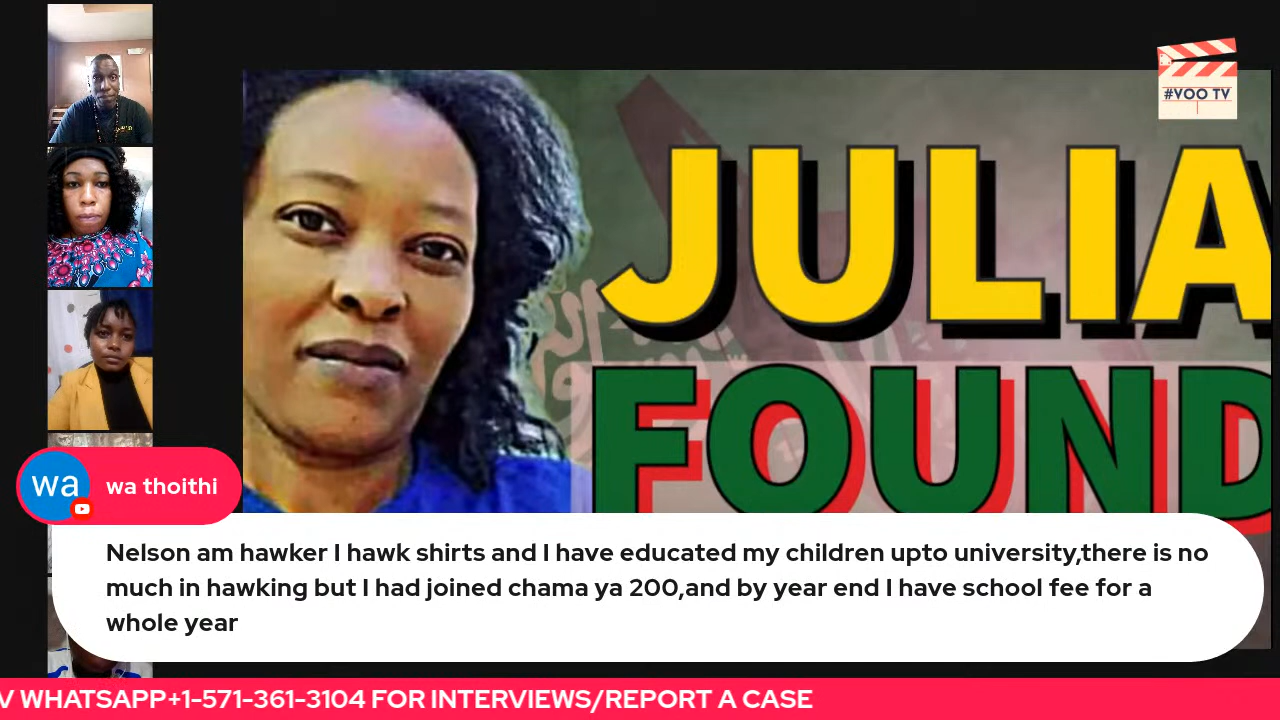 #VOO TV
JULIA
FOUND
wa
wa thoithi
Nelson am hawker I hawk shirts and I have educated my children upto university,there is no
much in hawking but I had joined chama ya 200,and by year end I have school fee for a
whole year
V WHATSAPP+1-571-361-3104 FOR INTERVIEWS/REPORT A CASE